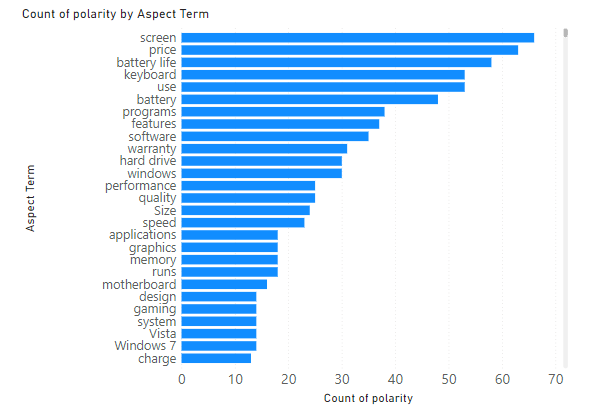 Count of polarity by Aspect Term
Aspect Term
screen
price
battery life
keyboard
use
battery
programs
features
software
warranty
hard drive
windows
performance
quality
Size
speed
applications
graphics
memory
runs
motherboard
design
gaming
system
Vista
Windows 7
charge
0 10 20 30 40 50 60 70
Count of polarity